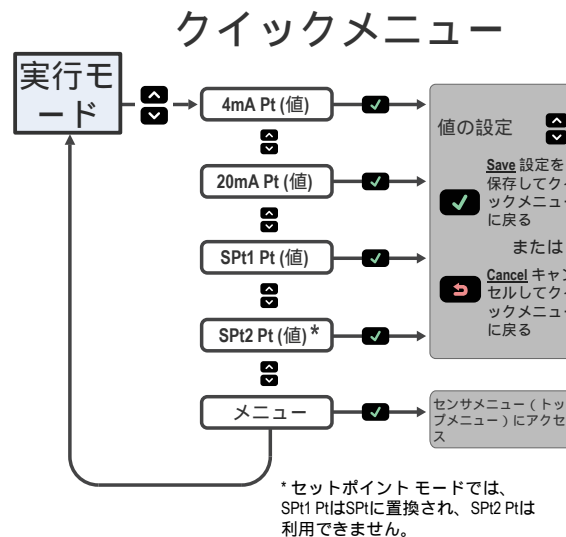 クイックメニュー
実行モ
ード
4mA Pt (値)
20mA Pt (値)
SPt1 Pt (値)
SPt2 Pt (値) *
メニュー
値の設定
Save 設定を
保存してクイ
ックメニュー
に戻る
または
Cancel キャン
セルしてクイ
ックメニュー
に戻る
センサメニュー（トッ
プメニュー）にアクセ
ス
* セットポイント モードでは、
SPt1 PtはSPtに置換され、SPt2 Ptは
利用できません。